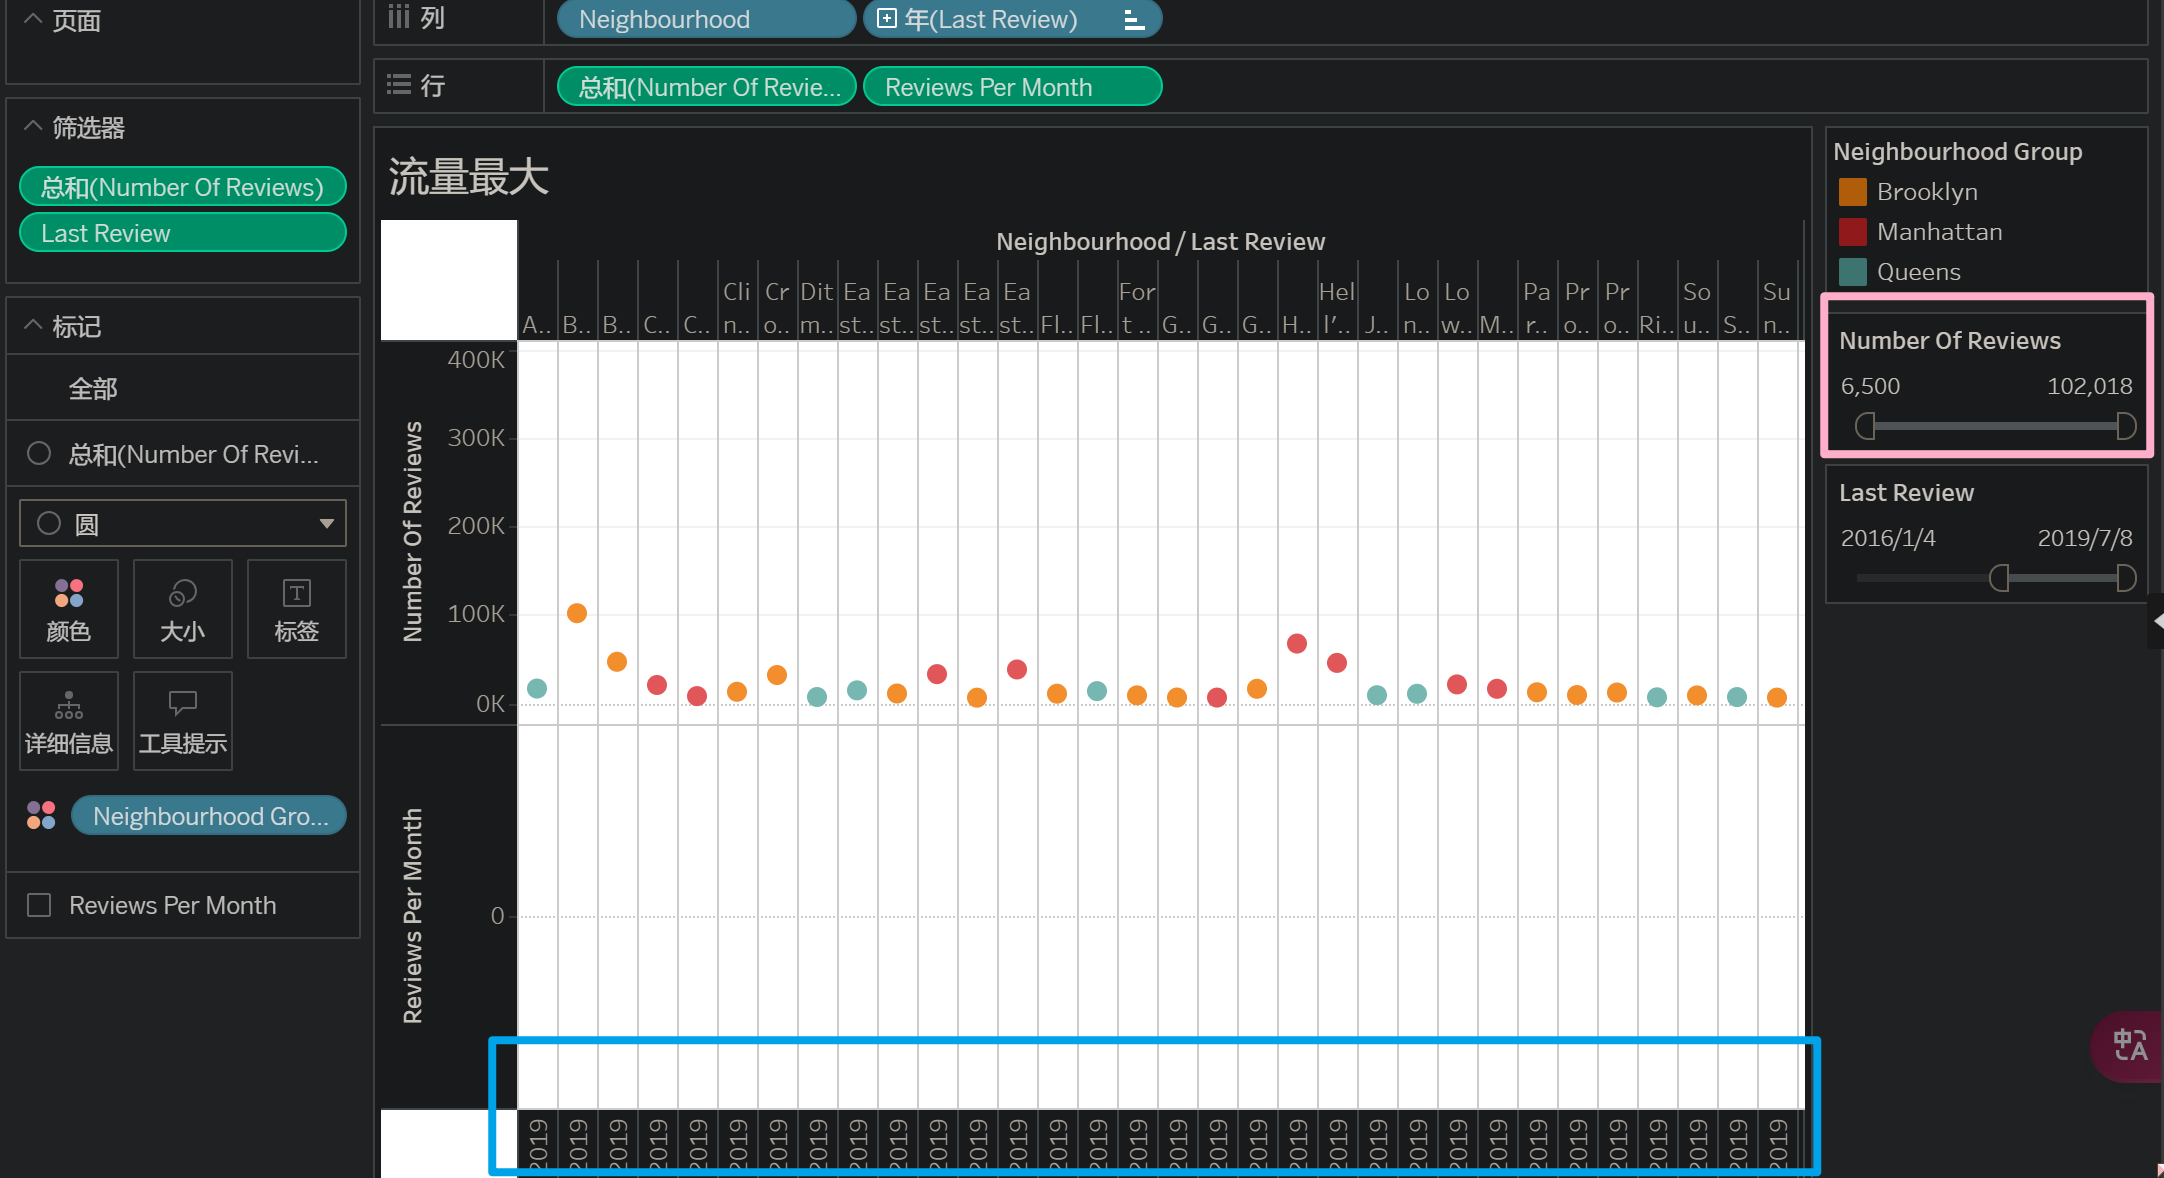 页面
列
Neighbourhood
年(Last Review)
行
总和(Number Of Revie...
Reviews Per Month
筛选器
总和(Number Of Reviews)
Last Review
标记
全部
总和(Number Of Revi...
圆
颜色
大小
标签
详细信息
工具提示
Neighbourhood Gro...
Reviews Per Month
流量最大
Neighbourhood / Last Review
A.. B.. B.. C.. C.. Cli n.. Cr o.. Dit m.. Ea st.. Ea st.. Ea st.. Ea st.. Ea st.. Fl.. Fl.. For t .. G.. G.. G.. H.. Hel l'.. J.. Lo n.. Lo w.. M.. Pa r.. Pr o.. Pr o.. Ri.. So u.. S.. Su n..
Number Of Reviews
400K
300K
200K
100K
0K
Reviews Per Month
0
2019 2019 2019 2019 2019 2019 2019 2019 2019 2019 2019 2019 2019 2019 2019 2019 2019 2019 2019 2019 2019 2019 2019 2019 2019 2019 2019 2019 2019 2019 2019 2019
Neighbourhood Group
Brooklyn
Manhattan
Queens
Number Of Reviews
6,500 102,018
Last Review
2016/1/4 2019/7/8
中A